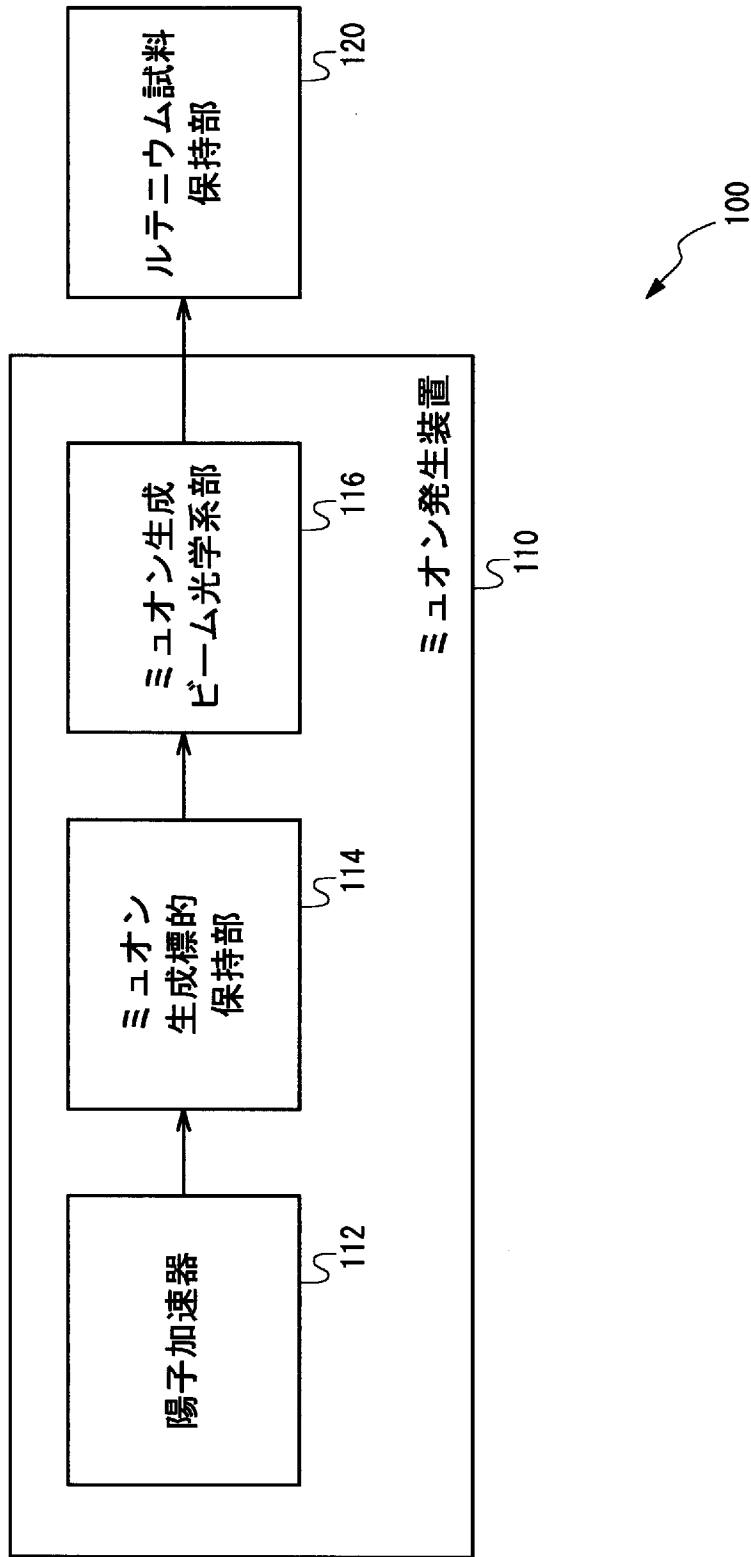 陽子加速器
112
ミュオン
生成標的
保持部
114
ミュオン生成
ビーム光学系部
116
ミュオン発生装置
110
ルテニウム試料
保持部
120
100